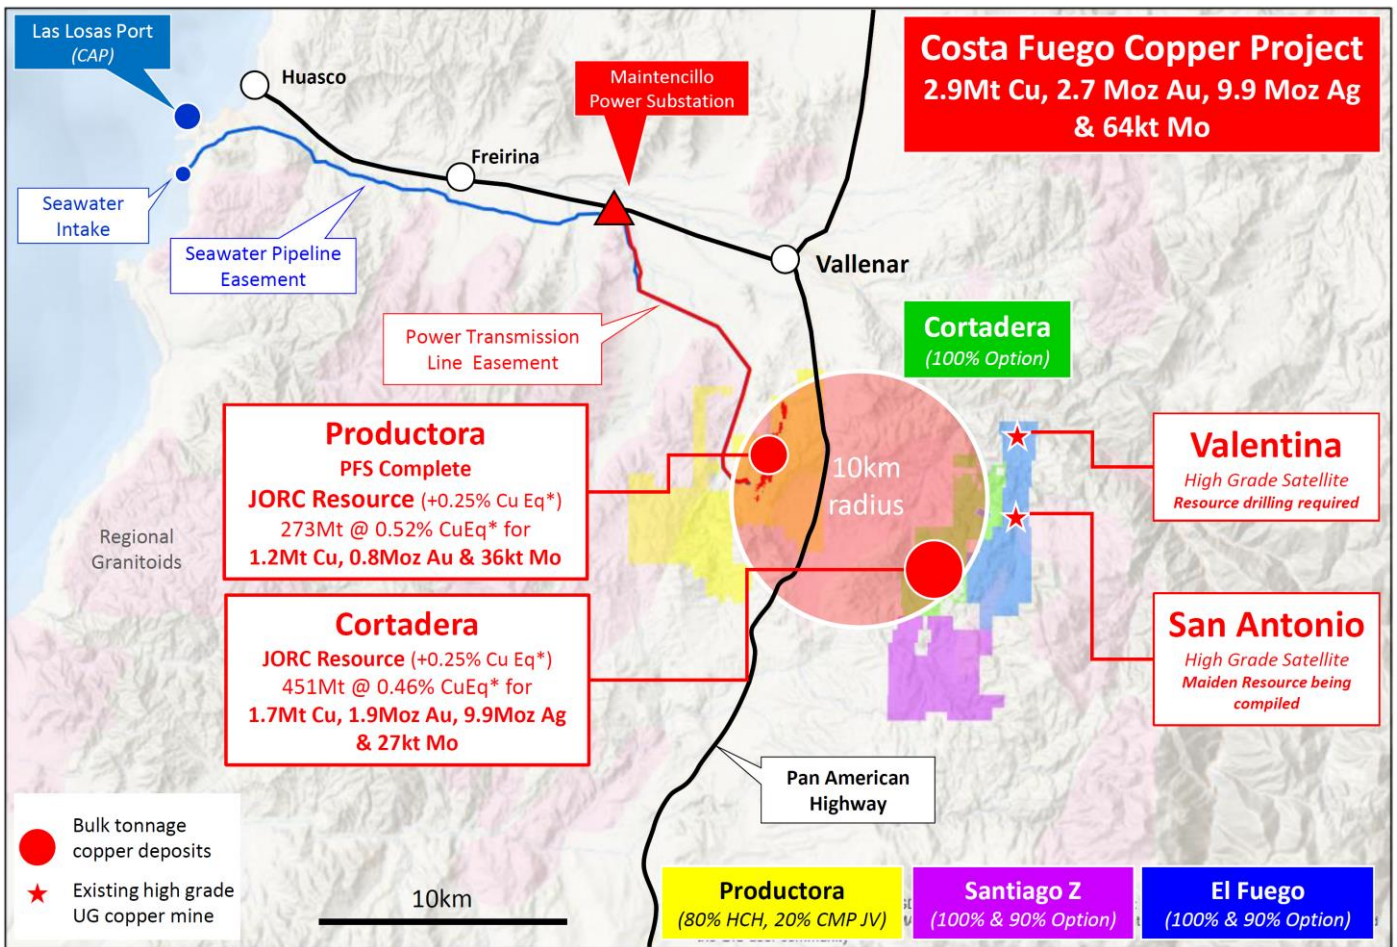 Las Losas Port
(CAP)
Huasco
Maintencillo
Power Substation
Costa Fuego Copper Project
2.9Mt Cu, 2.7 Moz Au, 9.9 Moz Ag
& 64kt Mo
Freirina
Seawater
Intake
Seawater Pipeline
Easement
Vallenar
Power Transmission
Line Easement
Cortadera
(100% Option)
Productora
PFS Complete
JORC Resource (+0.25% Cu Eq*)
273Mt @ 0.52% CuEq* for
1.2Mt Cu, 0.8Moz Au & 36kt Mo
10km
radius
Valentina
High Grade Satellite
Resource drilling required
Regional
Granitoids
Cortadera
JORC Resource (+0.25% Cu Eq*)
451Mt @ 0.46% CuEq* for
1.7Mt Cu, 1.9Moz Au, 9.9Moz Ag
& 27kt Mo
San Antonio
High Grade Satellite
Maiden Resource being
compiled
Pan American
Highway
Bulk tonnage
copper deposits
Existing high grade
UG copper mine
10km
Productora
(80% HCH, 20% CMP JV)
Santiago Z
(100% & 90% Option)
El Fuego
(100% & 90% Option)